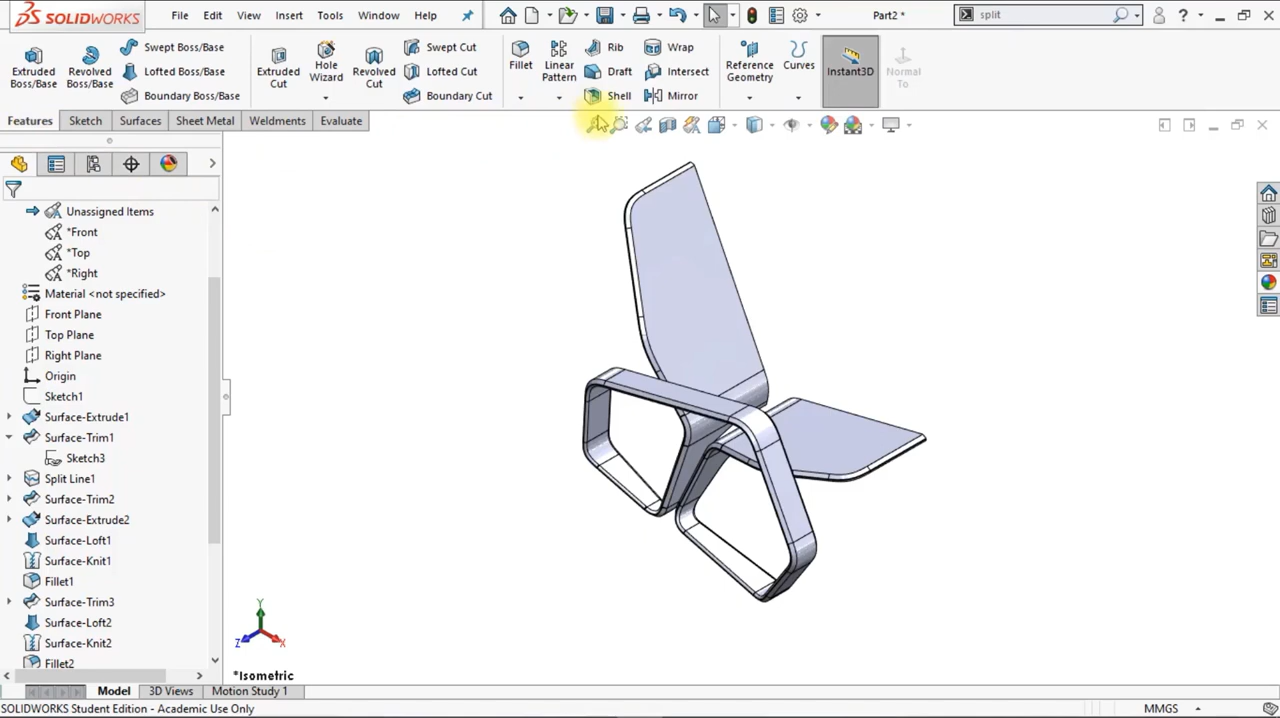 SOLIDWORKS File Edit View Insert Tools Window Help Part2 * split ?
Extruded Boss/Base
Revolved Boss/Base
Swept Boss/Base
Lofted Boss/Base
Boundary Boss/Base
Extruded Cut
Hole Wizard
Revolved Cut
Swept Cut
Lofted Cut
Boundary Cut
Fillet
Linear Pattern
Rib
Draft
Shell
Wrap
Intersect
Mirror
Reference Geometry
Curves
Instant3D
Normal To
Features Sketch Surfaces Sheet Metal Weldments Evaluate
Unassigned Items
*Front
*Top
*Right
Material <not specified>
Front Plane
Top Plane
Right Plane
Origin
Sketch1
Surface-Extrude1
Surface-Trim1
Sketch3
Split Line1
Surface-Trim2
Surface-Extrude2
Surface-Loft1
Surface-Knit1
Fillet1
Surface-Trim3
Surface-Loft2
Surface-Knit2
Fillet2
Y
Z
X
*Isometric
Model 3D Views Motion Study 1
SOLIDWORKS Student Edition - Academic Use Only MMGS